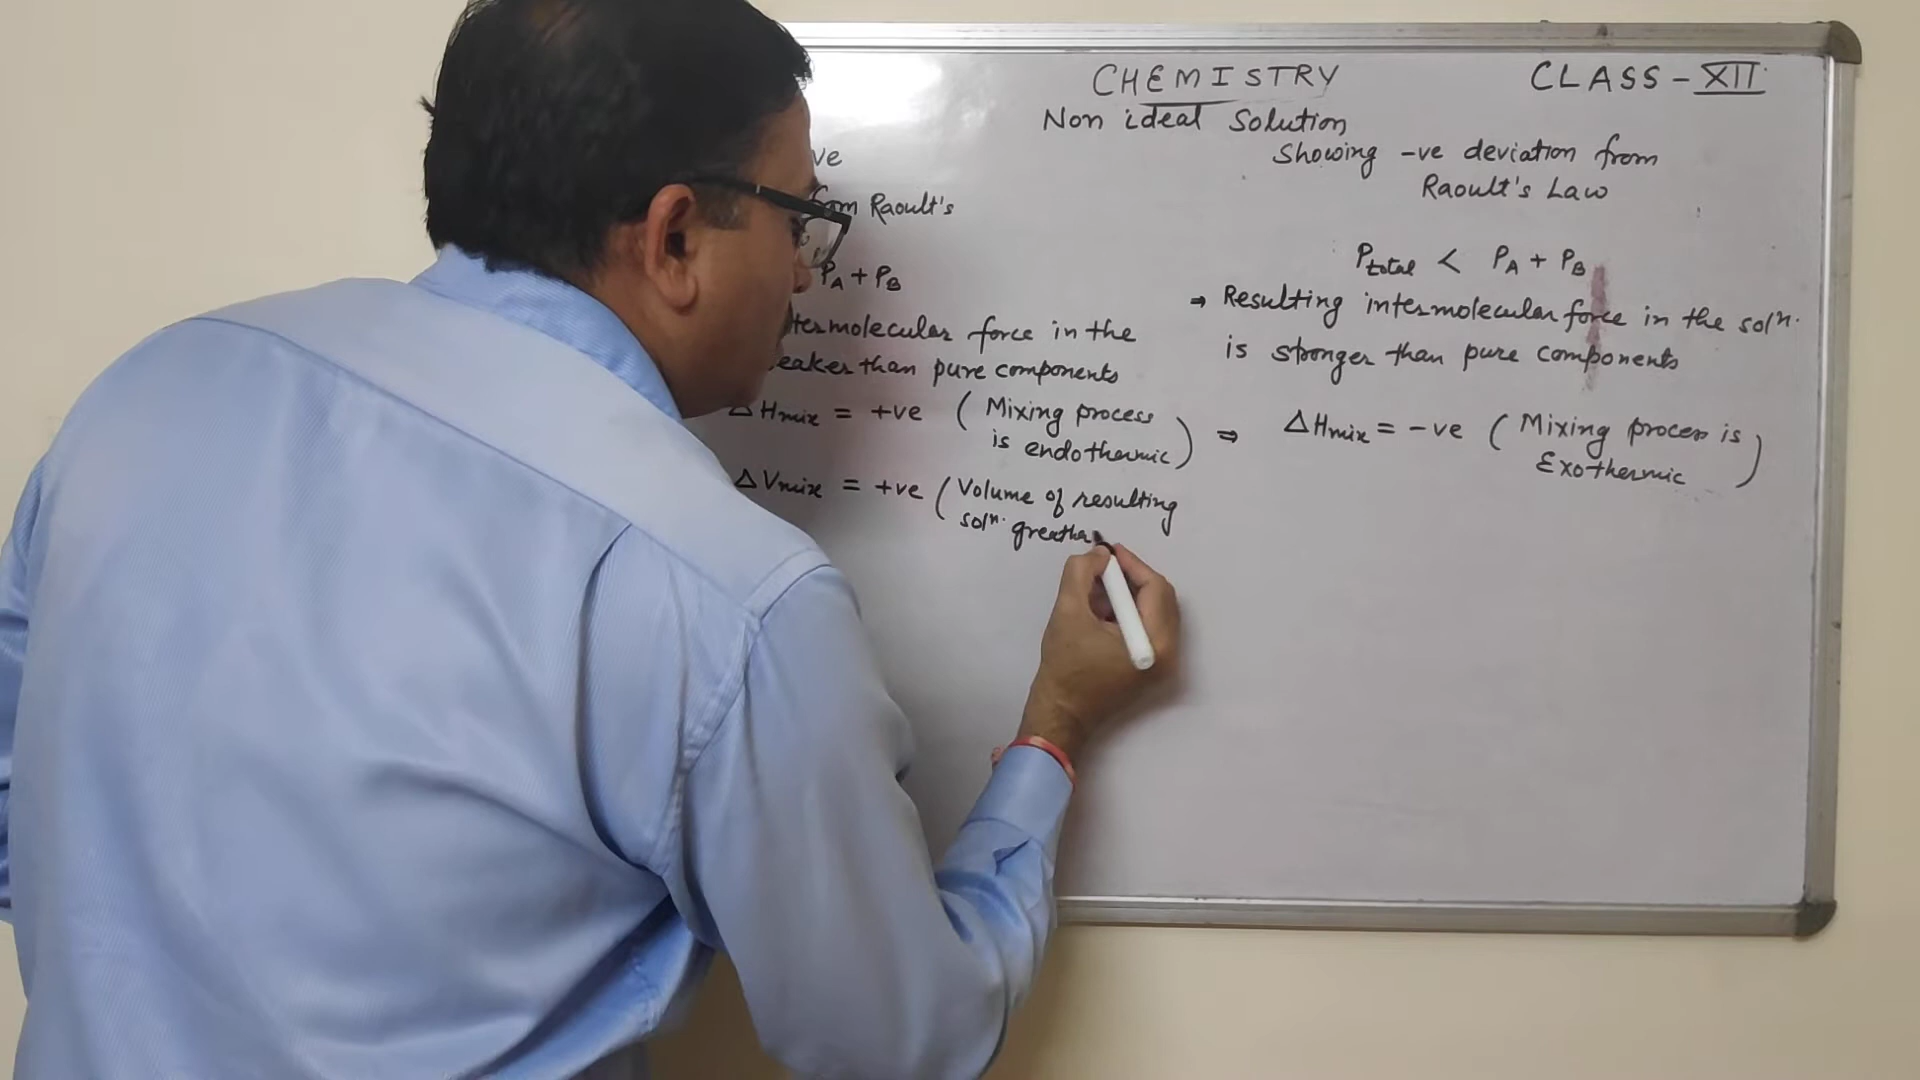 CHEMISTRY
CLASS - XII
Non ideal Solution
ve
from Raoult's
PA + PB
termolecular force in the
eaker than pure components
ΔHmix = +ve (Mixing process
is endothermic)
ΔVmix = +ve (Volume of resulting
solⁿ. greatha
Showing -ve deviation from
Raoult's Law
Ptotal < PA + PB
⇒ Resulting intermolecular force in the solⁿ.
is stronger than pure components
⇒ ΔHmix = -ve (Mixing process is
Exothermic)